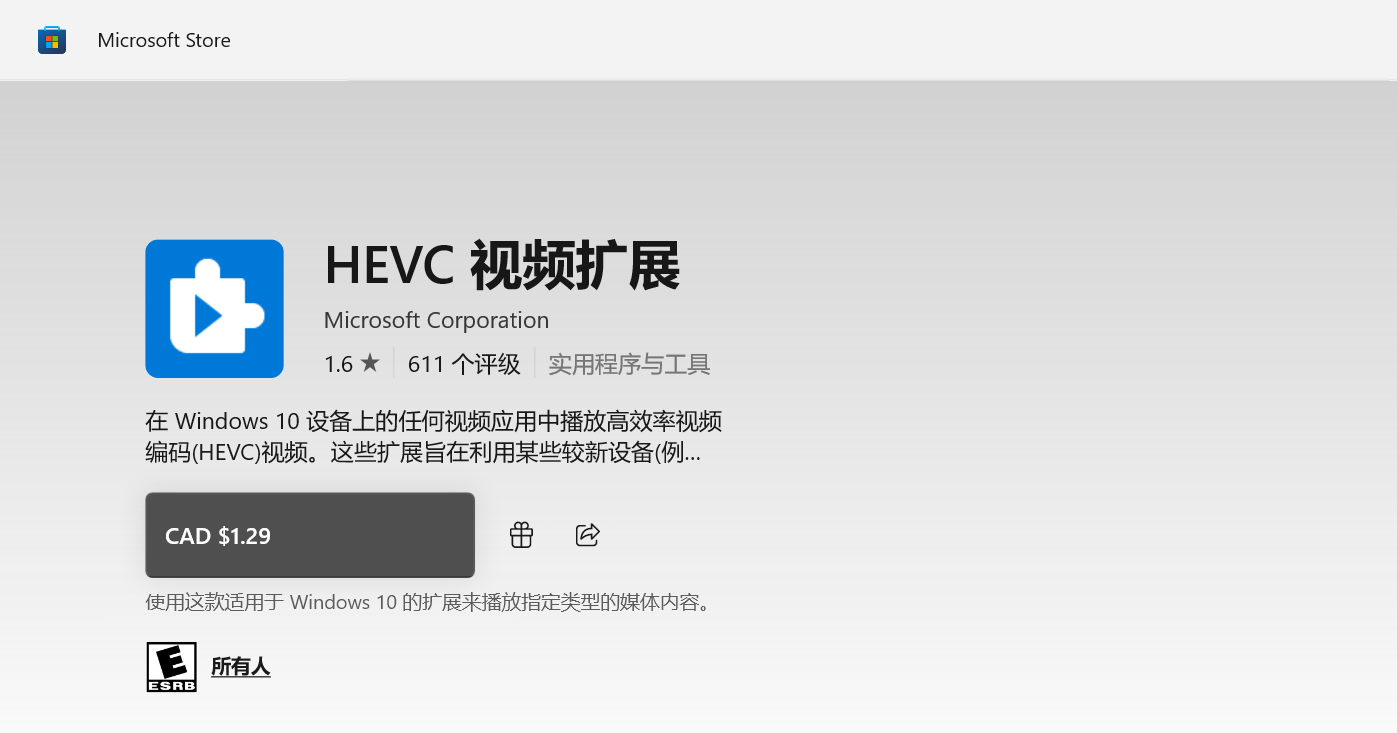 Microsoft Store
HEVC 视频扩展
Microsoft Corporation
1.6 ★ 611 个评级 实用程序与工具
在 Windows 10 设备上的任何视频应用中播放高效率视频
编码(HEVC)视频。这些扩展旨在利用某些较新设备(例...
CAD $1.29
使用这款适用于 Windows 10 的扩展来播放指定类型的媒体内容。
E
ESRB
所有人